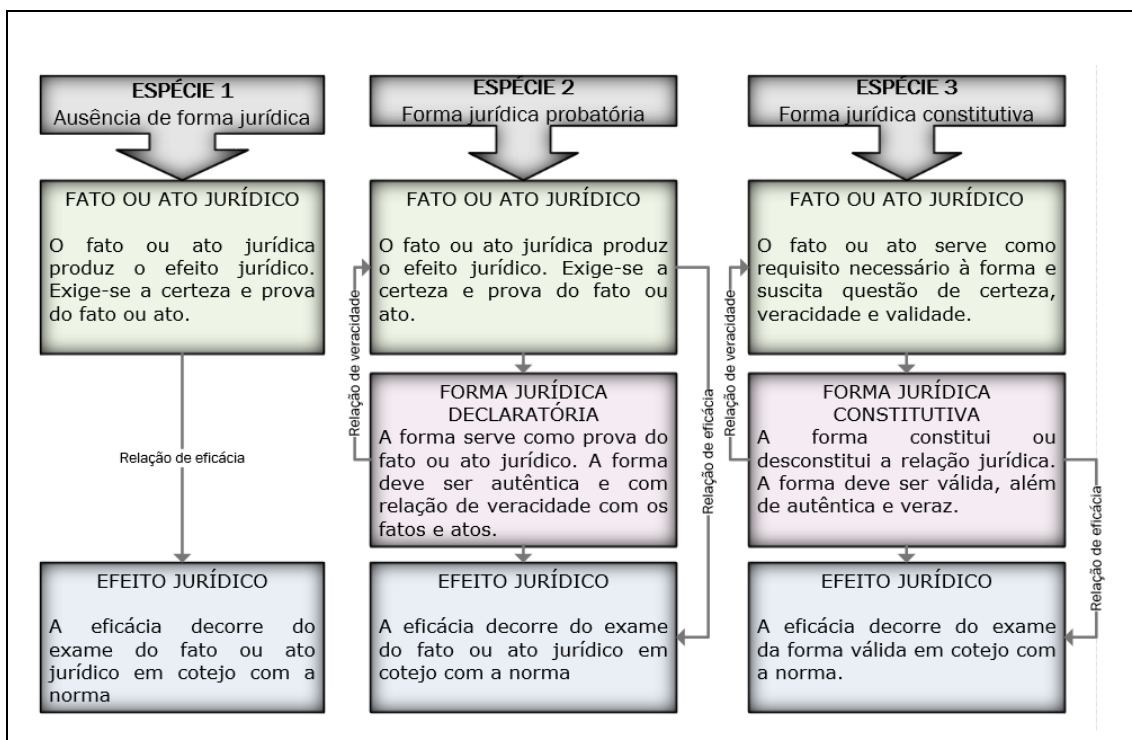 ESPÉCIE 1
Ausência de forma jurídica
FATO OU ATO JURÍDICO
O fato ou ato jurídica
produz o efeito jurídico.
Exige-se a certeza e prova
do fato ou ato.
Relação de eficácia
EFEITO JURÍDICO
A eficácia decorre do
exame do fato ou ato
jurídico em cotejo com a
norma
ESPÉCIE 2
Forma jurídica probatória
FATO OU ATO JURÍDICO
O fato ou ato jurídica produz
o efeito jurídico. Exige-se a
certeza e prova do fato ou
ato.
Relação de veracidade
FORMA JURÍDICA
DECLARATÓRIA
A forma serve como prova do
fato ou ato jurídico. A forma
deve ser autêntica e com
relação de veracidade com os
fatos e atos.
Relação de eficácia
EFEITO JURÍDICO
A eficácia decorre do exame
do fato ou ato jurídico em
cotejo com a norma
ESPÉCIE 3
Forma jurídica constitutiva
FATO OU ATO JURÍDICO
O fato ou ato serve como
requisito necessário à forma e
suscita questão de certeza,
veracidade e validade.
Relação de veracidade
FORMA JURÍDICA
CONSTITUTIVA
A forma constitui ou
desconstitui a relação jurídica.
A forma deve ser válida, além
de autêntica e veraz.
Relação de eficácia
EFEITO JURÍDICO
A eficácia decorre do exame
da forma válida em cotejo com
a norma.